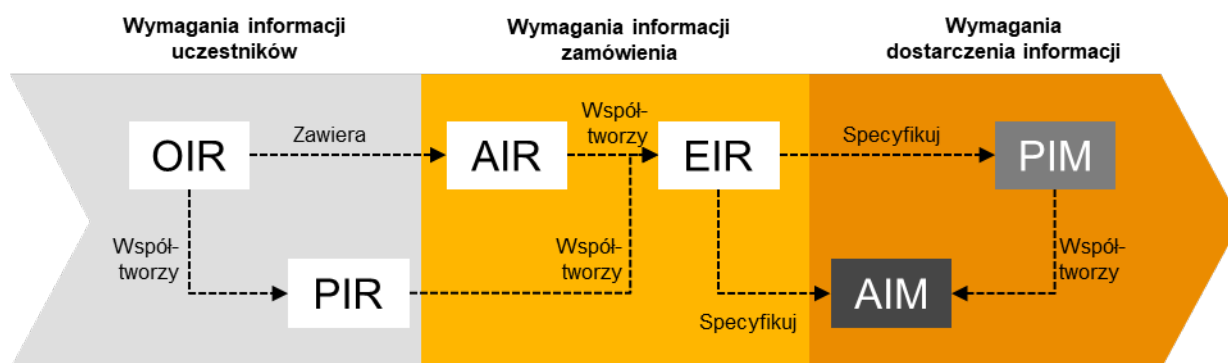 Wymagania informacji
uczestników
Wymagania informacji
zamówienia
Wymagania
dostarczenia informacji
OIR
Zawiera
AIR
Współ-
tworzy
EIR
Specyfikuj
PIM
Współ-
tworzy
PIR
Współ-
tworzy
Specyfikuj
AIM
Współ-
tworzy